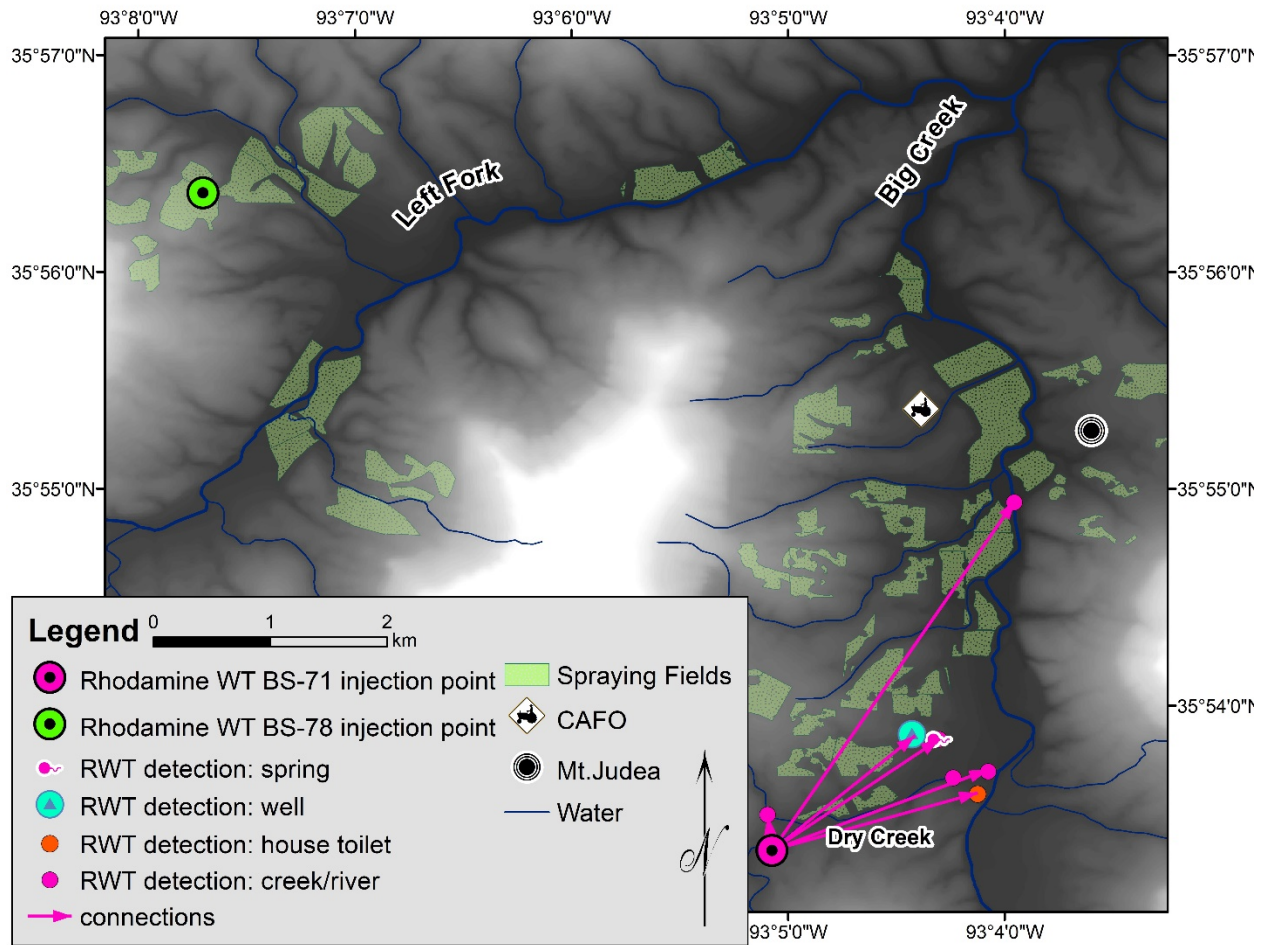 93°8'0"W 93°7'0"W 93°6'0"W 93°5'0"W 93°4'0"W
35°57'0"N 35°57'0"N
Big Creek
Left Fork
35°56'0"N 35°56'0"N
35°55'0"N 35°55'0"N
35°54'0"N
Legend
0 1 2
km
Rhodamine WT BS-71 injection point
Rhodamine WT BS-78 injection point
RWT detection: spring
RWT detection: well
RWT detection: house toilet
RWT detection: creek/river
connections
Spraying Fields
CAFO
Mt.Judea
Water
N
Dry Creek
93°5'0"W 93°4'0"W